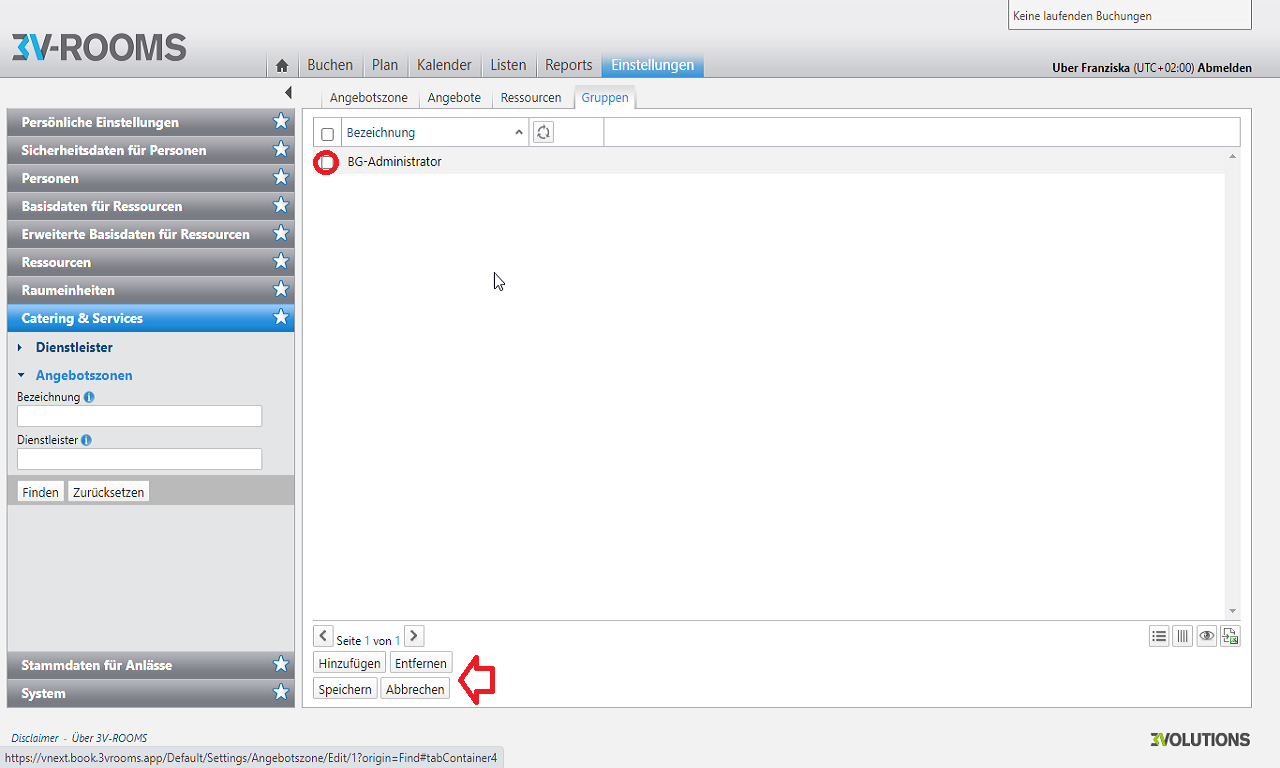 Keine laufenden Buchungen
3V-ROOMS
Buchen Plan Kalender Listen Reports Einstellungen
Uber Franziska (UTC+02:00) Abmelden
Angebotszone Angebote Ressourcen Gruppen
Persönliche Einstellungen
Sicherheitsdaten für Personen
Personen
Basisdaten für Ressourcen
Erweiterte Basisdaten für Ressourcen
Ressourcen
Raumeinheiten
Catering & Services
Dienstleister
Angebotszonen
Bezeichnung
Dienstleister
Finden Zurücksetzen
Stammdaten für Anlässe
System
Bezeichnung
BG-Administrator
Seite 1 von 1
Hinzufügen Entfernen
Speichern Abbrechen
Disclaimer - Über 3V-ROOMS
3VOLUTIONS
https://vnext.book.3vrooms.app/Default/Settings/Angebotszone/Edit/1?origin=Find#tabContainer4